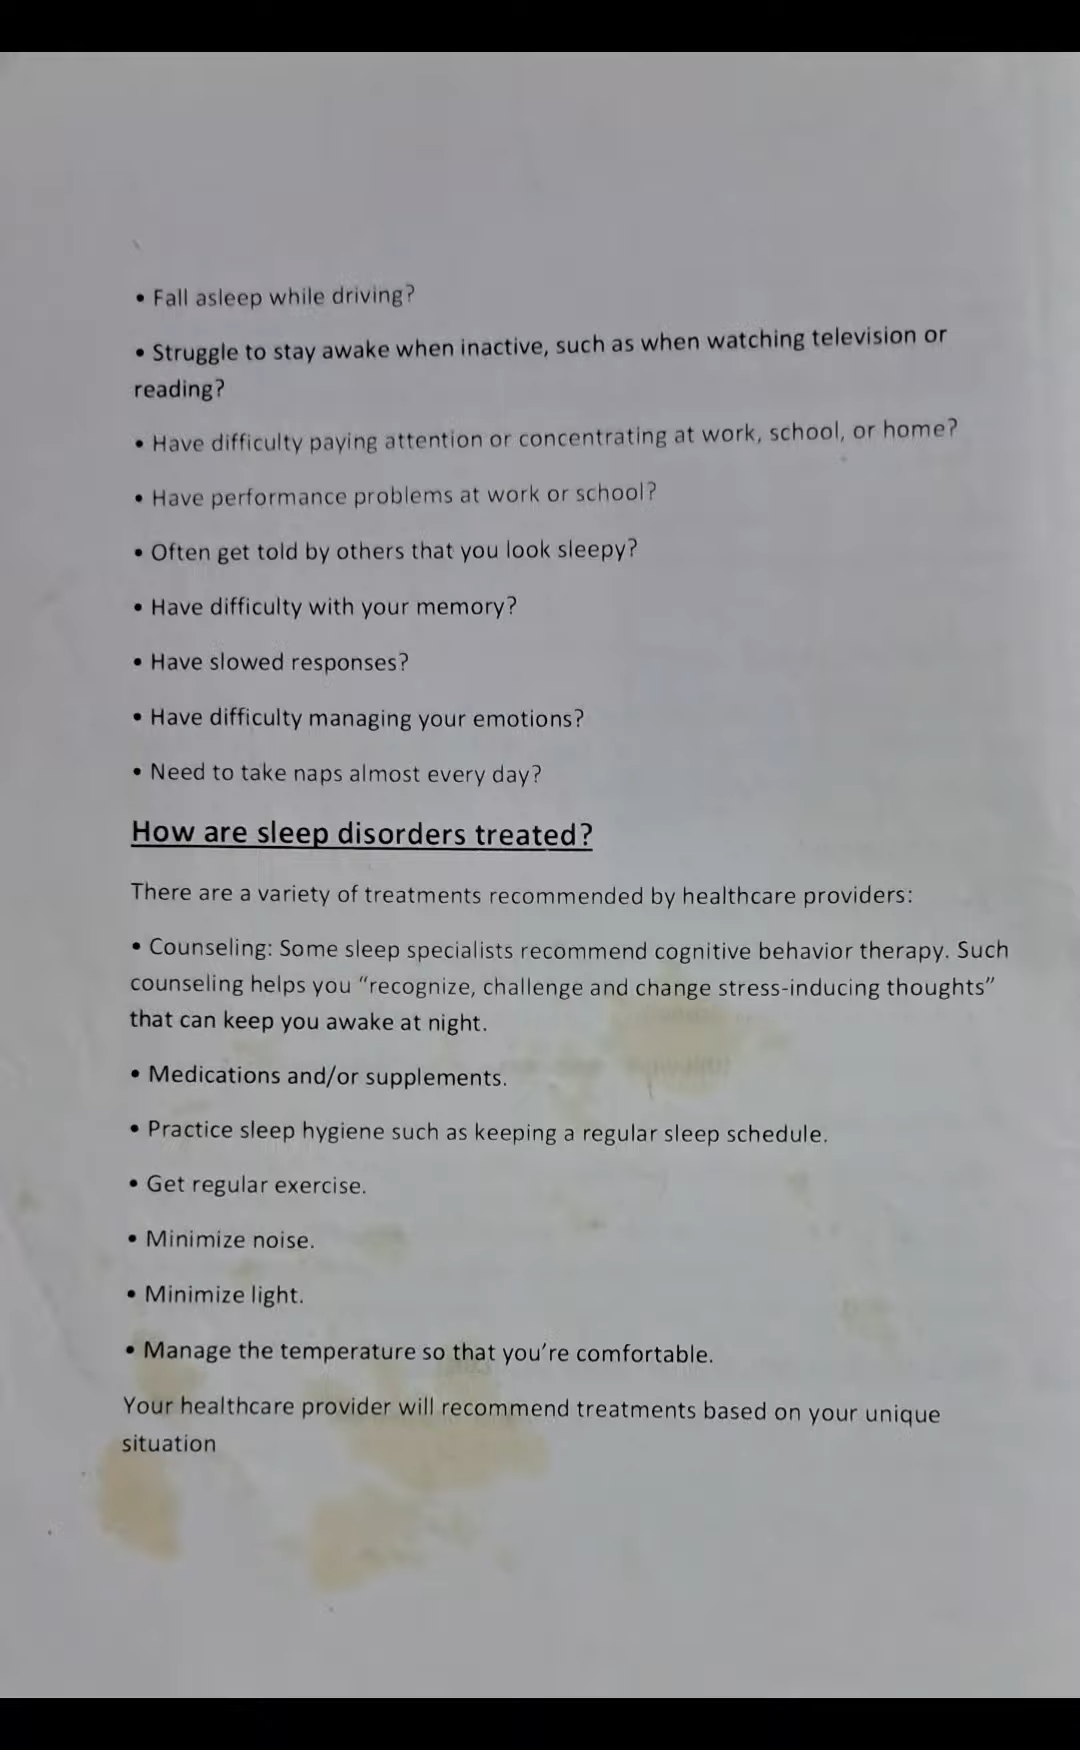 • Fall asleep while driving?
• Struggle to stay awake when inactive, such as when watching television or
reading?
• Have difficulty paying attention or concentrating at work, school, or home?
• Have performance problems at work or school?
• Often get told by others that you look sleepy?
• Have difficulty with your memory?
• Have slowed responses?
• Have difficulty managing your emotions?
• Need to take naps almost every day?
How are sleep disorders treated?
There are a variety of treatments recommended by healthcare providers:
• Counseling: Some sleep specialists recommend cognitive behavior therapy. Such
counseling helps you “recognize, challenge and change stress-inducing thoughts”
that can keep you awake at night.
• Medications and/or supplements.
• Practice sleep hygiene such as keeping a regular sleep schedule.
• Get regular exercise.
• Minimize noise.
• Minimize light.
• Manage the temperature so that you’re comfortable.
Your healthcare provider will recommend treatments based on your unique
situation